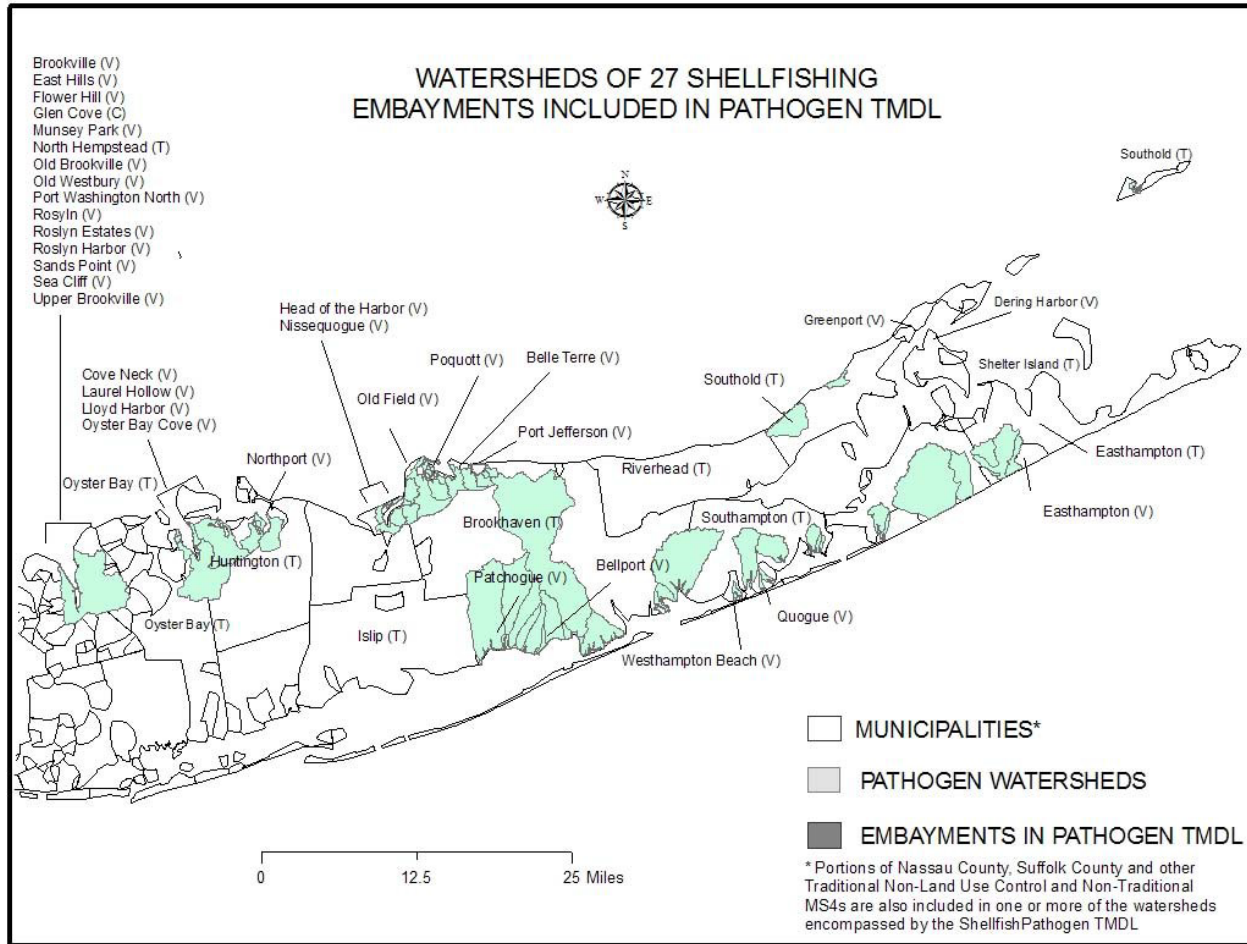 WATERSHEDS OF 27 SHELLFISHING
EMBAYMENTS INCLUDED IN PATHOGEN TMDL
Brookville (V)
East Hills (V)
Flower Hill (V)
Glen Cove (C)
Munsey Park (V)
North Hempstead (T)
Old Brookville (V)
Old Westbury (V)
Port Washington North (V)
Rosyln (V)
Roslyn Estates (V)
Roslyn Harbor (V)
Sands Point (V)
Sea Cliff (V)
Upper Brookville (V)
N
W
E
S
Southold (T)
Head of the Harbor (V)
Nissequogue (V)
Greenport (V)
Dering Harbor (V)
Cove Neck (V)
Laurel Hollow (V)
Lloyd Harbor (V)
Oyster Bay Cove (V)
Poquott (V)
Belle Terre (V)
Shelter Island (T)
Southold (T)
Old Field (V)
Port Jefferson (V)
Northport (V)
Oyster Bay (T)
Riverhead (T)
Easthampton (T)
Brookhaven (T)
Southampton (T)
Easthampton (V)
Huntington (T)
Patchogue (V)
Bellport (V)
Quogue (V)
Oyster Bay (T)
Islip (T)
Westhampton Beach (V)
MUNICIPALITIES*
PATHOGEN WATERSHEDS
EMBAYMENTS IN PATHOGEN TMDL
0 12.5 25 Miles
* Portions of Nassau County, Suffolk County and other
Traditional Non-Land Use Control and Non-Traditional
MS4s are also included in one or more of the watersheds
encompassed by the ShellfishPathogen TMDL